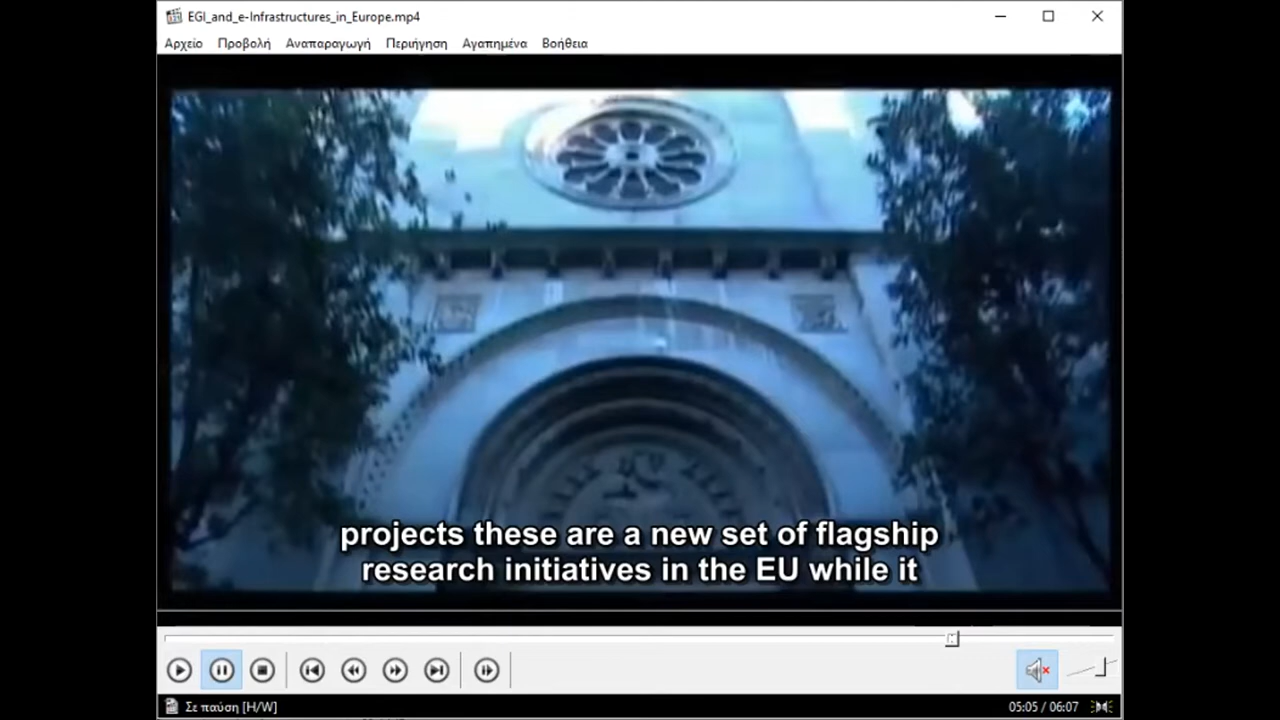 EGI_and_e-Infrastructures_in_Europe.mp4
Αρχείο Προβολή Αναπαραγωγή Περιήγηση Αγαπημένα Βοήθεια
projects these are a new set of flagship
research initiatives in the EU while it
Σε παύση [H/W] 05:05 / 06:07